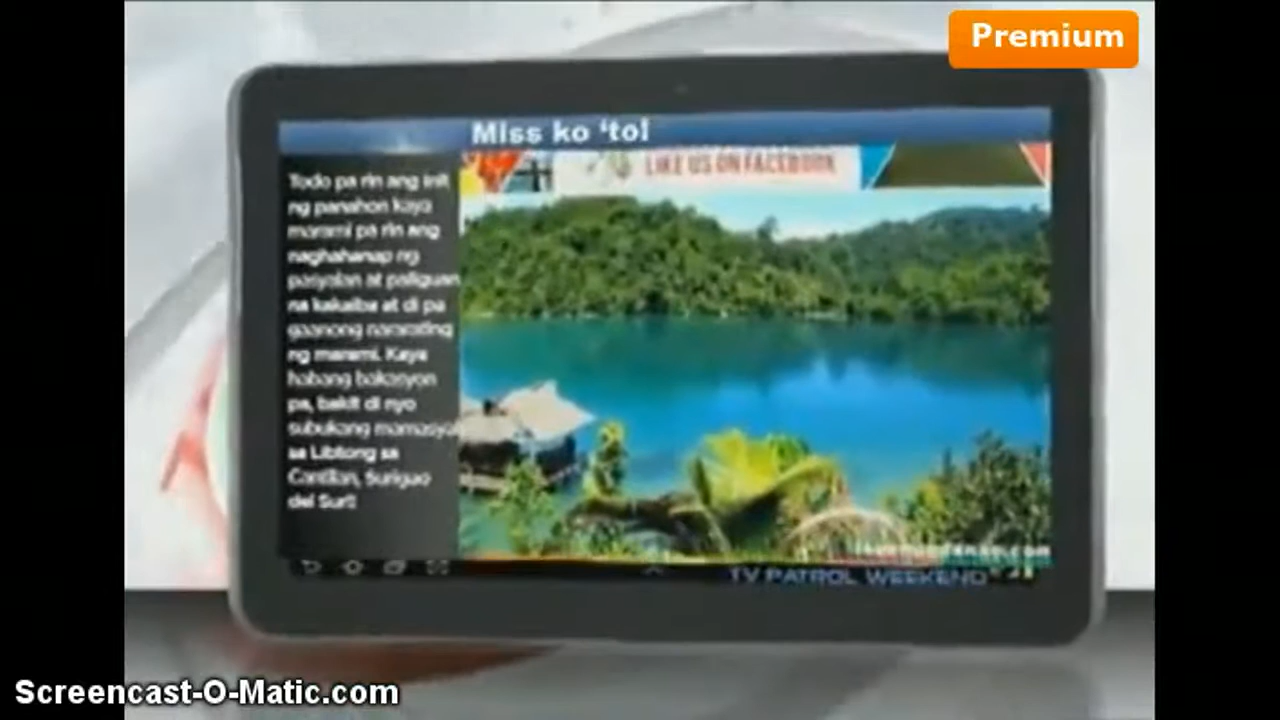 Premium
Miss ko 'tol
LIKE US ON FACEBOOK
Todo pa rin ang init
ng panahon kaya
marami pa rin ang
naghahanap ng
pasyalan at paliguan
na kakaiba at di pa
gaanong nararating
ng marami. Kaya
habang bakasyon
pa, bakit di nyo
subukang mamasyal
sa Libtong sa
Cantilan, Surigao
del Sur!
TV PATROL WEEKEND
Screencast-O-Matic.com